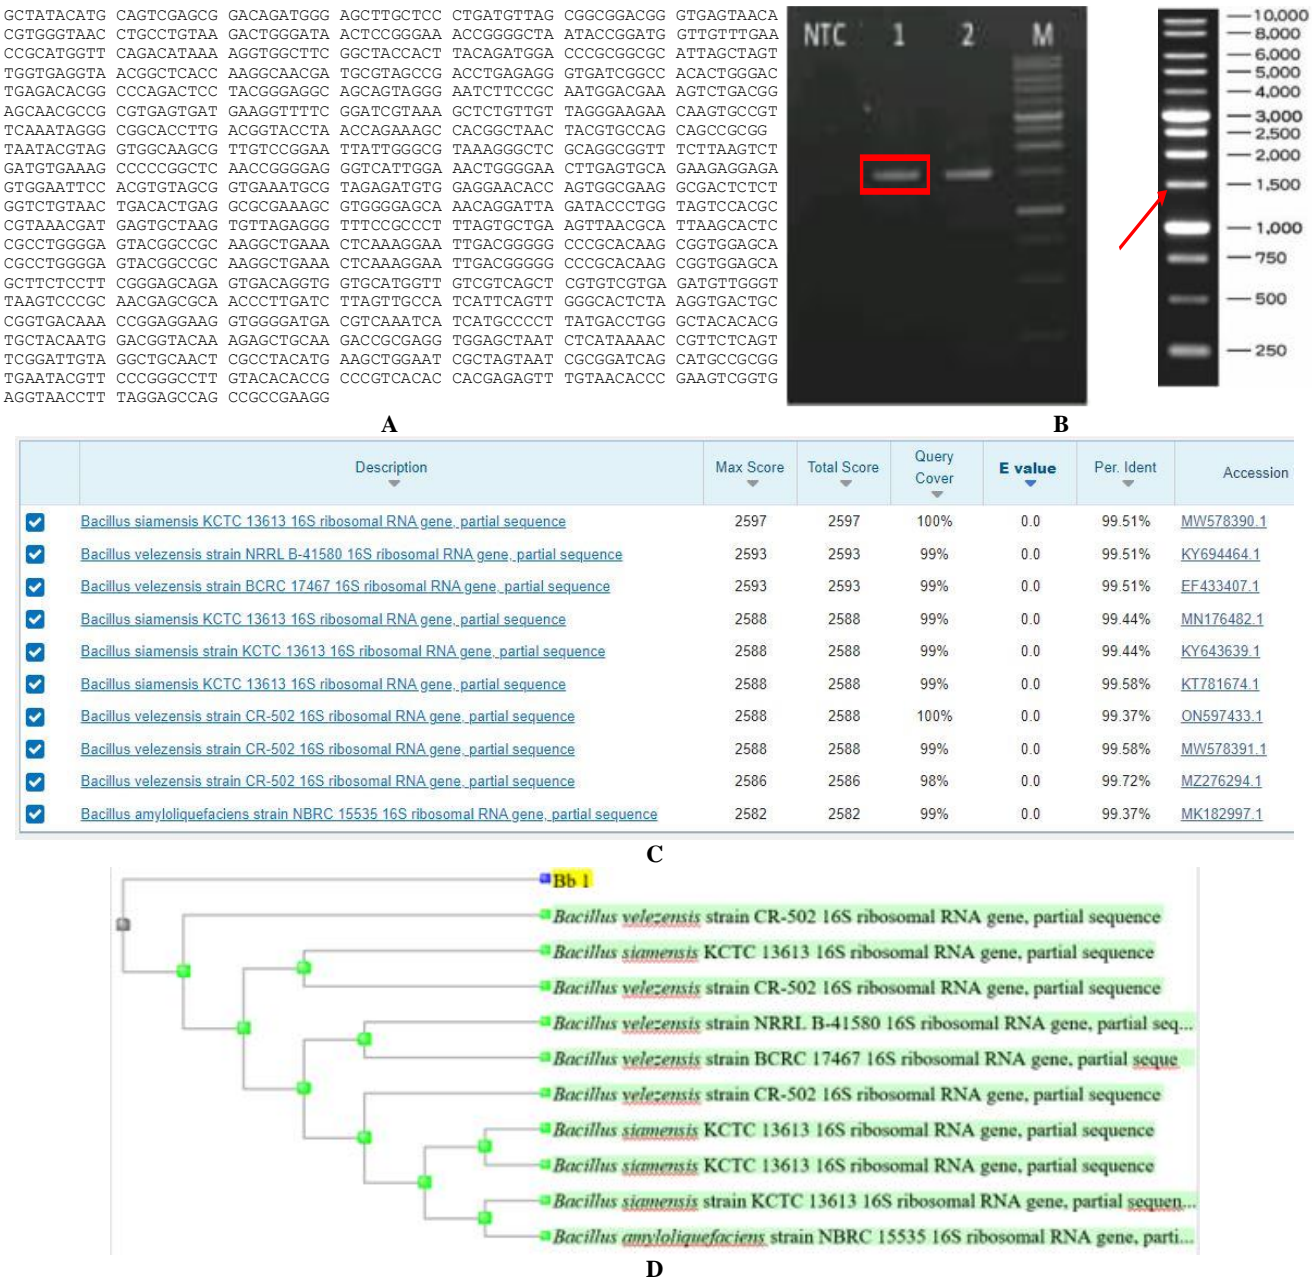 GCTATACATG CAGTCGAGCG GACAGATGGG AGCTTGCTCC CTGATGTTAG CGGCGGACGG GTGAGTAACA
CGTGGGTAAC CTGCCTGTAA GACTGGGATA ACTCCGGGAA ACCGGGGCTA ATACCGGATG GTTGTTTGAA
CCGCATGGTT CAGACATAAA AGGTGGCTTC GGCTACCACT TACAGATGGA CCCGCGGCGC ATTAGCTAGT
TGGTGAGGTA ACGGCTCACC AAGGCAACGA TGCGTAGCCG ACCTGAGAGG GTGATCGGCC ACACTGGGAC
TGAGACACGG CCCAGACTCC TACGGGAGGC AGCAGTAGGG AATCTTCCGC AATGGACGAA AGTCTGACGG
AGCAACGCCG CGTGAGTGAT GAAGGTTTTC GGATCGTAAA GCTCTGTTGT TAGGGAAGAA CAAGTGCCGT
TCAAATAGGG CGGCACCTTG ACGGTACCTA ACCAGAAAGC CACGGCTAAC TACGTGCCAG CAGCCGCGG
TAATACGTAG GTGGCAAGCG TTGTCCGGAA TTATTGGGCG TAAAGGGCTC GCAGGCGGTT TCTTAAGTCT
GATGTGAAAG CCCCCGGCTC AACCGGGGAG GGTCATTGGA AACTGGGGAA CTTGAGTGCA GAAGAGGAGA
GTGGAATTCC ACGTGTAGCG GTGAAATGCG TAGAGATGTG GAGGAACACC AGTGGCGAAG GCGACTCTCT
GGTCTGTAAC TGACACTGAG GCGCGAAAGC GTGGGGAGCA AACAGGATTA GATACCCTGG TAGTCCACGC
CGTAAACGAT GAGTGCTAAG TGTTAGAGGG TTTCCGCCCT TTAGTGCTGA AGTTAACGCA TTAAGCACTC
CGCCTGGGGA GTACGGCCGC AAGGCTGAAA CTCAAAGGAA TTGACGGGGG CCCGCACAAG CGGTGGAGCA
CGCCTGGGGA GTACGGCCGC AAGGCTGAAA CTCAAAGGAA TTGACGGGGG CCCGCACAAG CGGTGGAGCA
GCTTCTCCTT CGGGAGCAGA GTGACAGGTG GTGCATGGTT GTCGTCAGCT CGTGTCGTGA GATGTTGGGT
TAAGTCCCGC AACGAGCGCA ACCCTTGATC TTAGTTGCCA TCATTCAGTT GGGCACTCTA AGGTGACTGC
CGGTGACAAA CCGGAGGAAG GTGGGGATGA CGTCAAATCA TCATGCCCCT TATGACCTGG GCTACACACG
TGCTACAATG GACGGTACAA AGAGCTGCAA GACCGCGAGG TGGAGCTAAT CTCATAAAAC CGTTCTCAGT
TCGGATTGTA GGCTGCAACT CGCCTACATG AAGCTGGAAT CGCTAGTAAT CGCGGATCAG CATGCCGCGG
TGAATACGTT CCCGGGCCTT GTACACACCG CCCGTCACAC CACGAGAGTT TGTAACACCC GAAGTCGGTG
AGGTAACCTT TAGGAGCCAG CCGCCGAAGG
A
NTC 1 2 M
10,000
8,000
6,000
5,000
4,000
3,000
2,500
2,000
1,500
1,000
750
500
250
B
Description Max Score Total Score Query Cover E value Per. Ident Accession
Bacillus siamensis KCTC 13613 16S ribosomal RNA gene, partial sequence 2597 2597 100% 0.0 99.51% MW578390.1
Bacillus velezensis strain NRRL B-41580 16S ribosomal RNA gene, partial sequence 2593 2593 99% 0.0 99.51% KY694464.1
Bacillus velezensis strain BCRC 17467 16S ribosomal RNA gene, partial sequence 2593 2593 99% 0.0 99.51% EF433407.1
Bacillus siamensis KCTC 13613 16S ribosomal RNA gene, partial sequence 2588 2588 99% 0.0 99.44% MN176482.1
Bacillus siamensis strain KCTC 13613 16S ribosomal RNA gene, partial sequence 2588 2588 99% 0.0 99.44% KY643639.1
Bacillus siamensis KCTC 13613 16S ribosomal RNA gene, partial sequence 2588 2588 99% 0.0 99.58% KT781674.1
Bacillus velezensis strain CR-502 16S ribosomal RNA gene, partial sequence 2588 2588 100% 0.0 99.37% ON597433.1
Bacillus velezensis strain CR-502 16S ribosomal RNA gene, partial sequence 2588 2588 99% 0.0 99.58% MW578391.1
Bacillus velezensis strain CR-502 16S ribosomal RNA gene, partial sequence 2586 2586 98% 0.0 99.72% MZ276294.1
Bacillus amyloliquefaciens strain NBRC 15535 16S ribosomal RNA gene, partial sequence 2582 2582 99% 0.0 99.37% MK182997.1
C
Bb 1
Bacillus velezensis strain CR-502 16S ribosomal RNA gene, partial sequence
Bacillus siamensis KCTC 13613 16S ribosomal RNA gene, partial sequence
Bacillus velezensis strain CR-502 16S ribosomal RNA gene, partial sequence
Bacillus velezensis strain NRRL B-41580 16S ribosomal RNA gene, partial seq...
Bacillus velezensis strain BCRC 17467 16S ribosomal RNA gene, partial seque
Bacillus velezensis strain CR-502 16S ribosomal RNA gene, partial sequence
Bacillus siamensis KCTC 13613 16S ribosomal RNA gene, partial sequence
Bacillus siamensis KCTC 13613 16S ribosomal RNA gene, partial sequence
Bacillus siamensis strain KCTC 13613 16S ribosomal RNA gene, partial sequen...
Bacillus amyloliquefaciens strain NBRC 15535 16S ribosomal RNA gene, parti...
D